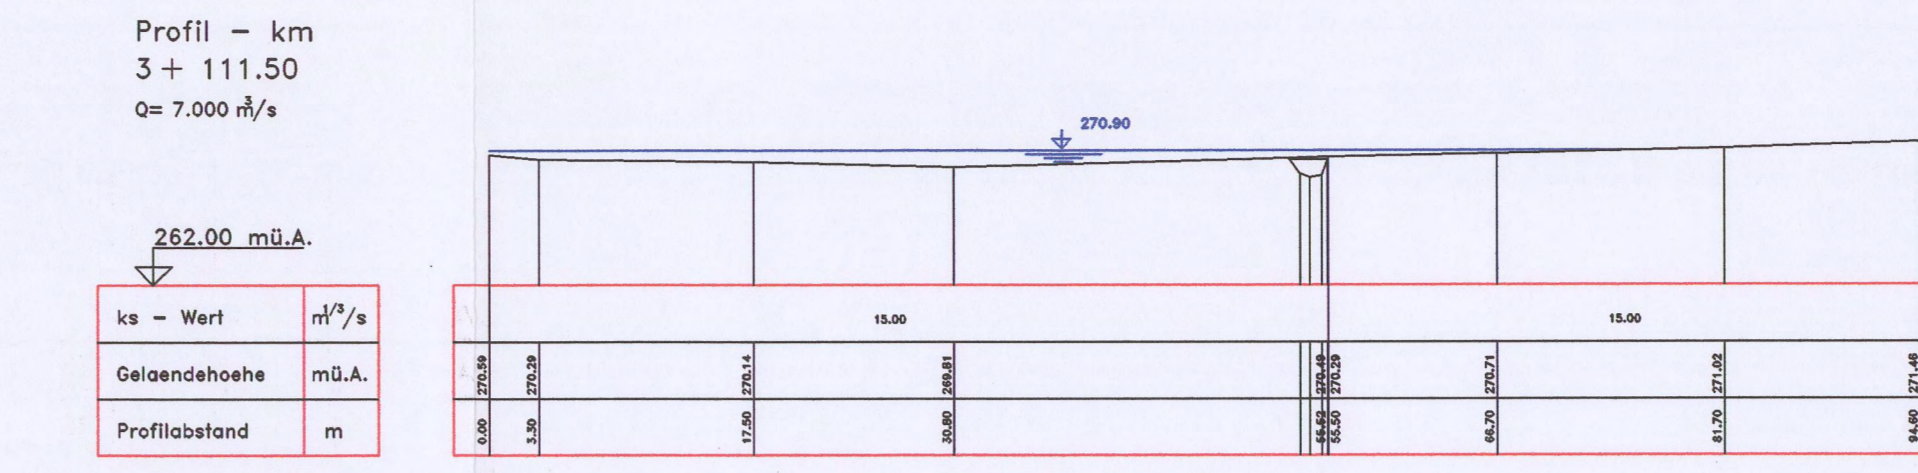 Profil - km
3 + 111.50
Q= 7.000 m³/s
270.90
262.00 mü.A.
ks - Wert m¹/³/s 15.00 15.00
Gelaendehoehe mü.A. 270.59 270.29 270.14 269.81 270.29 270.71 271.02 271.46
Profilabstand m 0.00 3.30 17.50 30.80 55.50 66.70 81.70 94.60